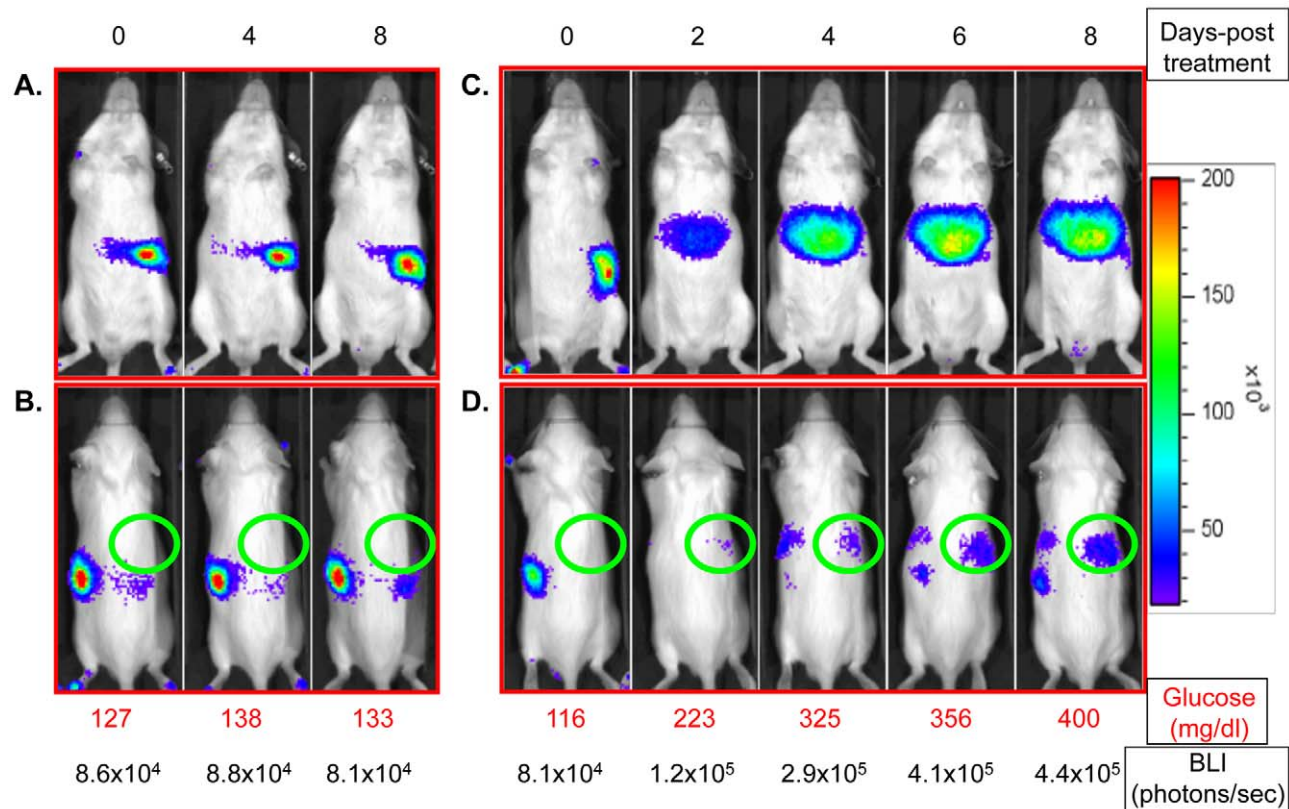 0 4 8 0 2 4 6 8 Days-post
treatment
A. C.
200
150
100
50
x10³
B. D.
127 138 133 116 223 325 356 400 Glucose
(mg/dl)
8.6x10⁴ 8.8x10⁴ 8.1x10⁴ 8.1x10⁴ 1.2x10⁵ 2.9x10⁵ 4.1x10⁵ 4.4x10⁵ BLI
(photons/sec)